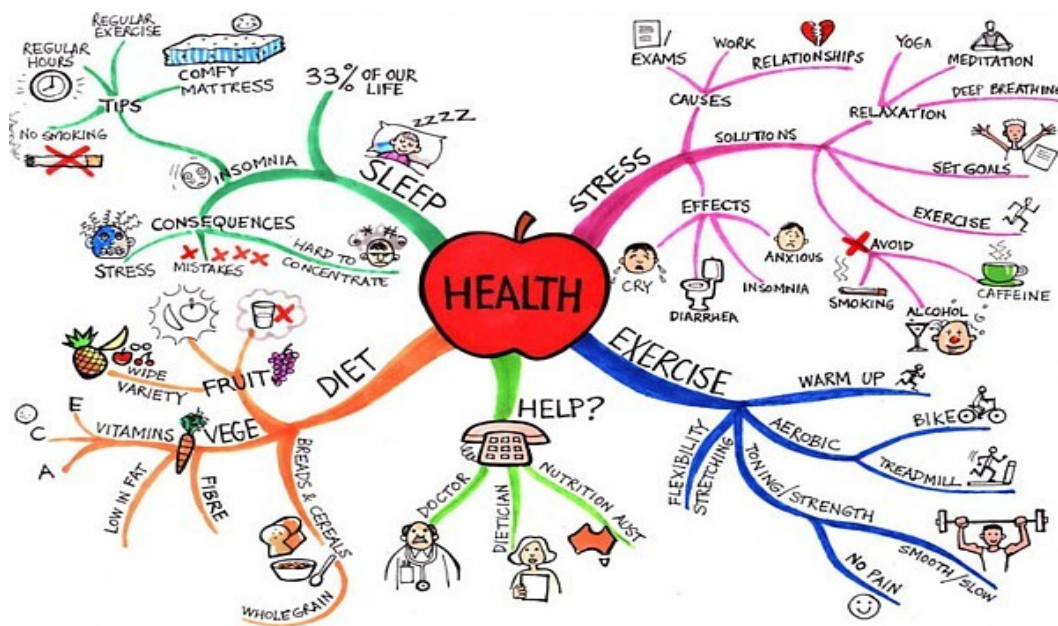 HEALTH
SLEEP
33% OF OUR
LIFE
ZZZZ
INSOMNIA
TIPS
REGULAR
EXERCISE
REGULAR
HOURS
COMFY
MATTRESS
NO SMOKING
CONSEQUENCES
STRESS
MISTAKES
HARD TO
CONCENTRATE
STRESS
CAUSES
EXAMS
WORK
RELATIONSHIPS
SOLUTIONS
RELAXATION
YOGA
MEDITATION
DEEP BREATHING
SET GOALS
EXERCISE
AVOID
SMOKING
ALCOHOL
CAFFEINE
EFFECTS
CRY
DIARRHEA
INSOMNIA
ANXIOUS
DIET
FRUIT
WIDE
VARIETY
VEGE
VITAMINS
E
C
A
LOW IN FAT
FIBRE
BREADS & CEREALS
WHOLEGRAIN
HELP?
DOCTOR
DIETICIAN
NUTRITION AUST
EXERCISE
WARM UP
AEROBIC
BIKE
TREADMILL
TONING/STRENGTH
SMOOTH/SLOW
NO PAIN
FLEXIBILITY
STRETCHING